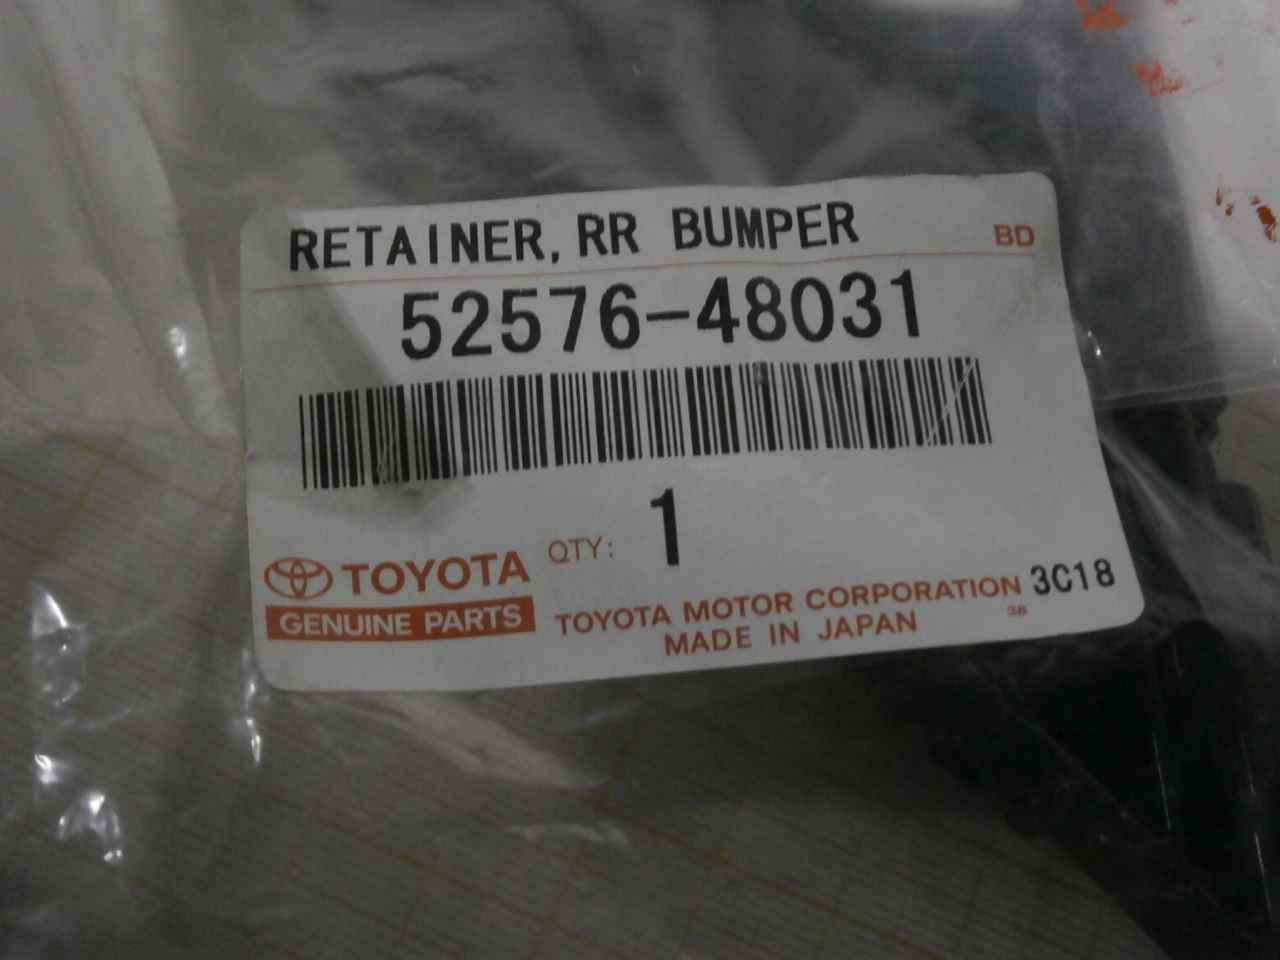 RETAINER, RR BUMPER
BD
52576-48031
QTY: 1
TOYOTA
GENUINE PARTS
TOYOTA MOTOR CORPORATION 3C18
MADE IN JAPAN